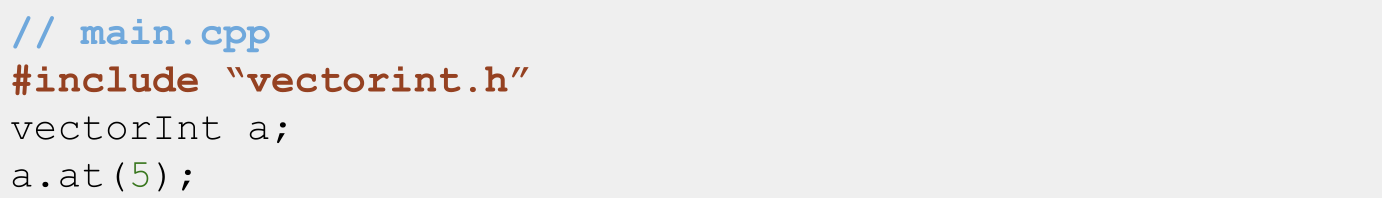 // main.cpp
#include “vectorint.h”
vectorInt a;
a.at(5);